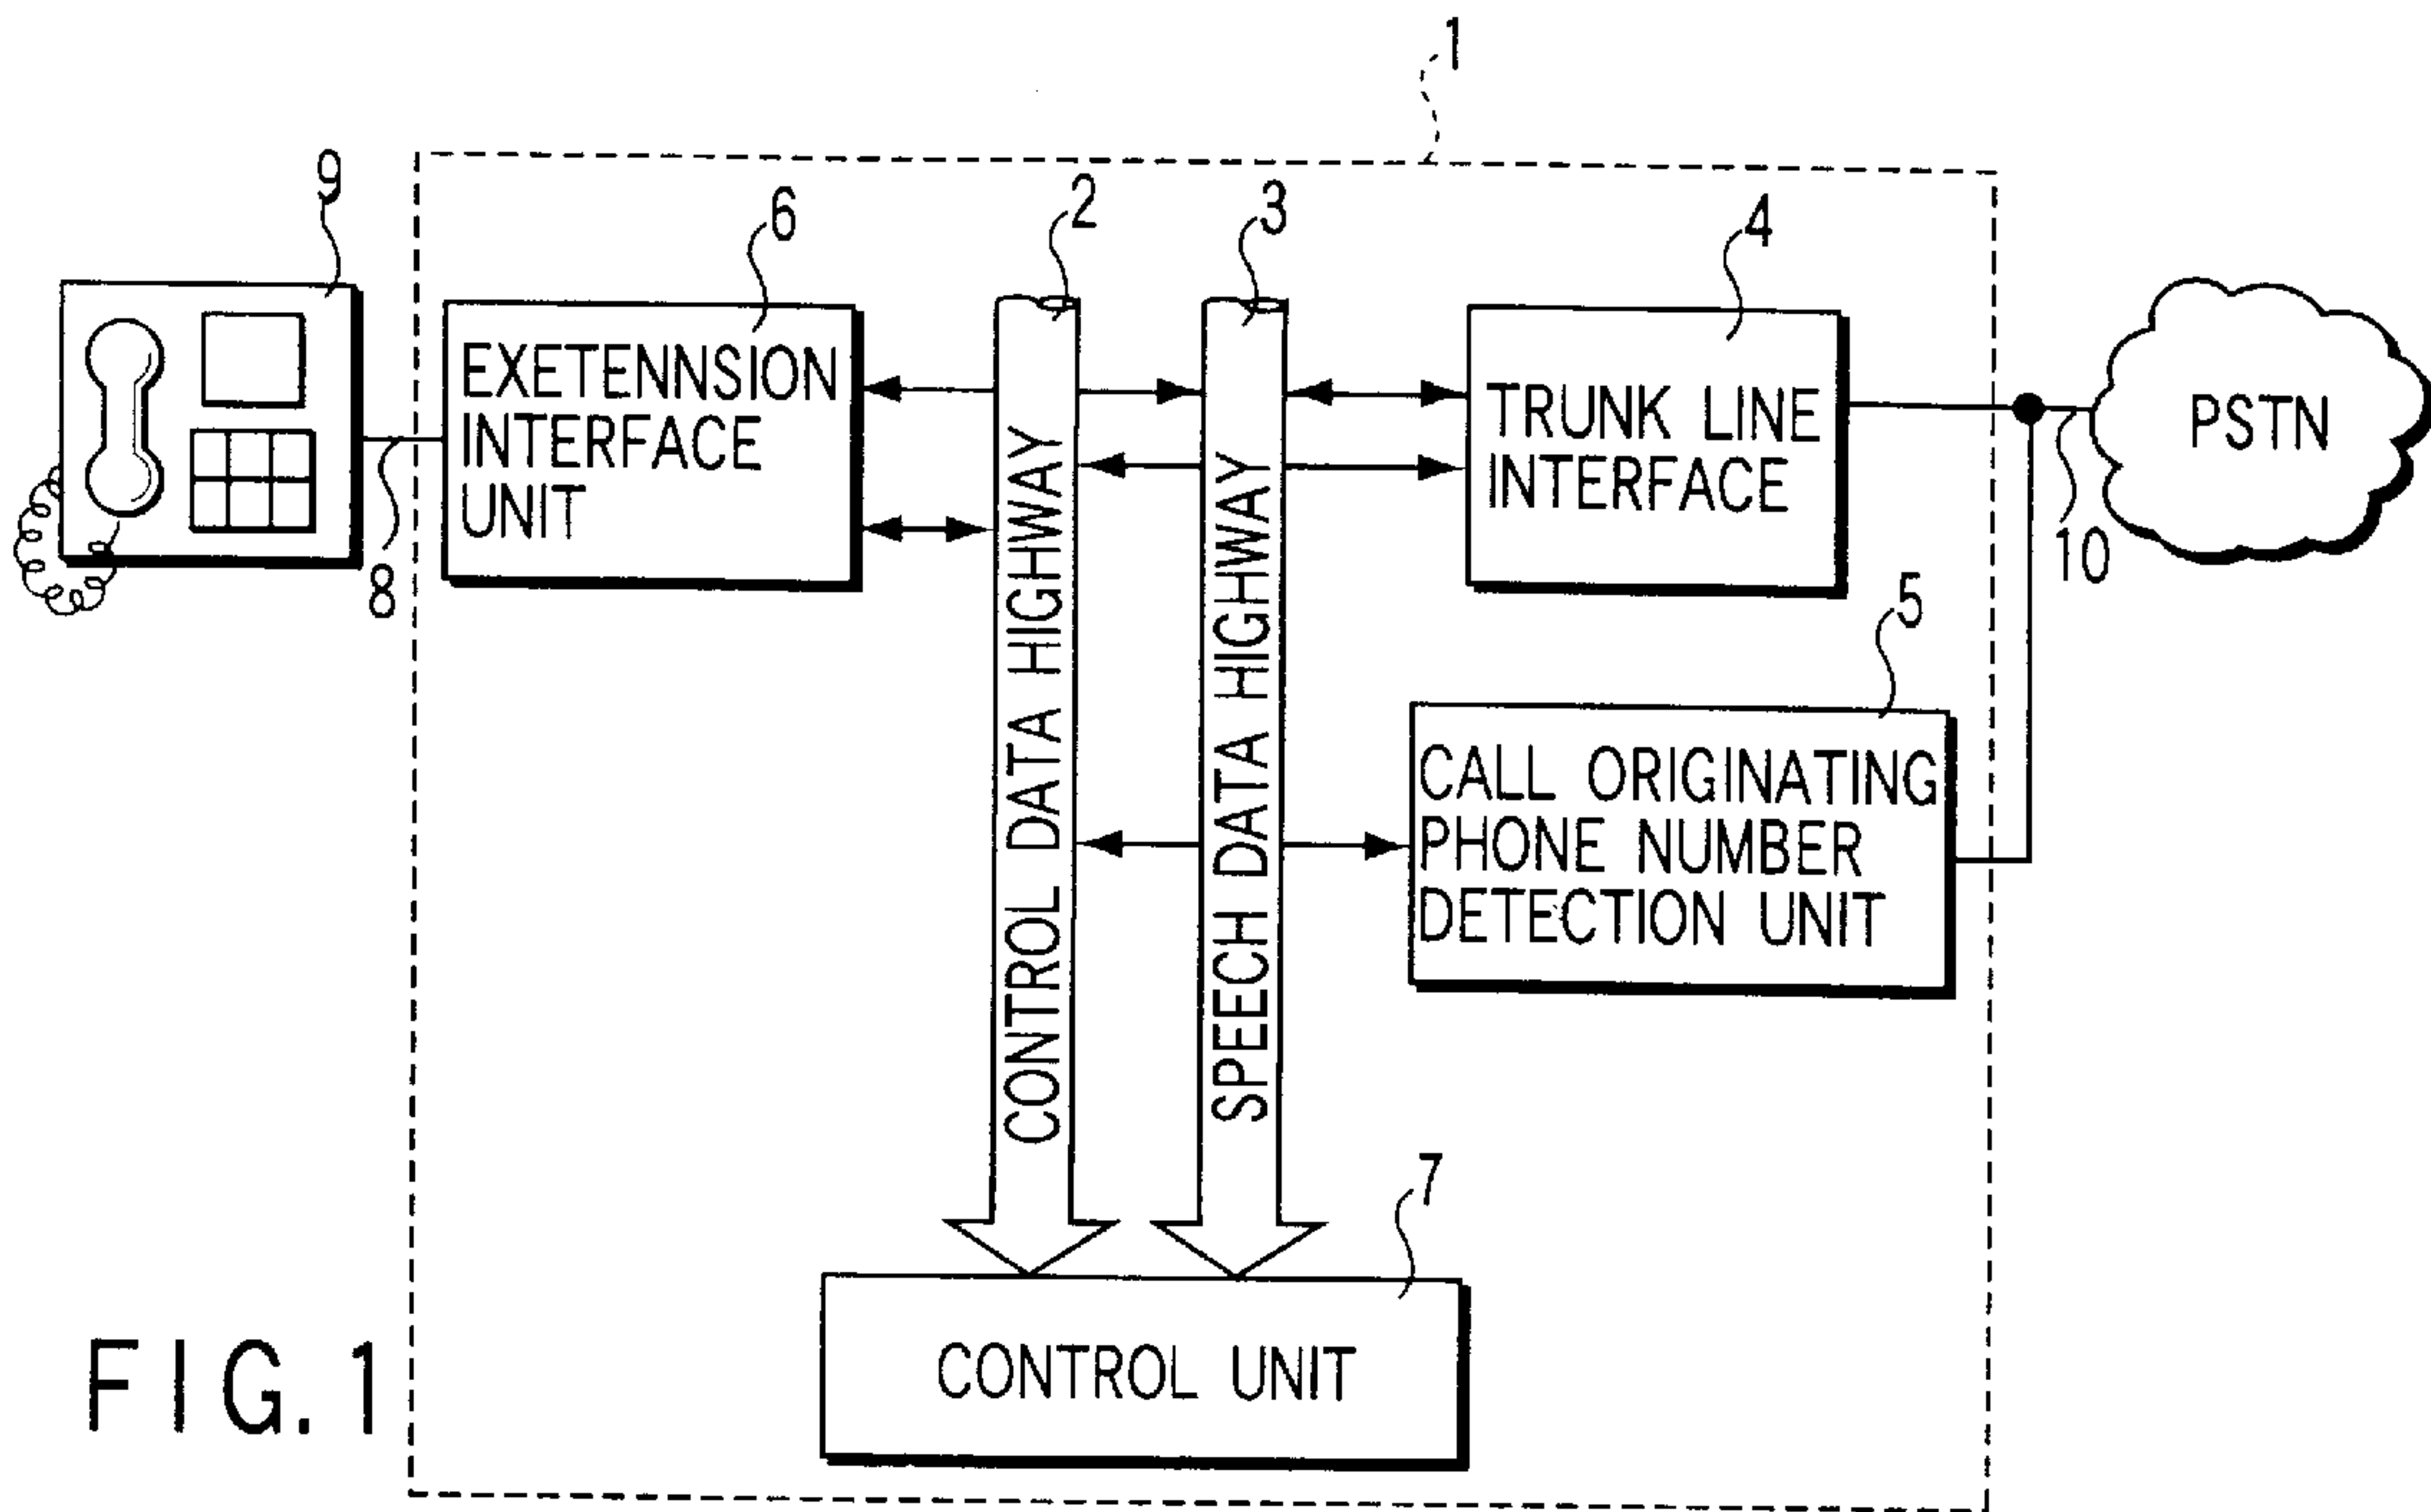 1
9
6
2
3
4
EXETENNSION
INTERFACE
UNIT
TRUNK LINE
INTERFACE
PSTN
8
10
CONTROL DATA HIGHWAY
SPEECH DATA HIGHWAY
5
CALL ORIGINATING
PHONE NUMBER
DETECTION UNIT
7
CONTROL UNIT
FIG. 1